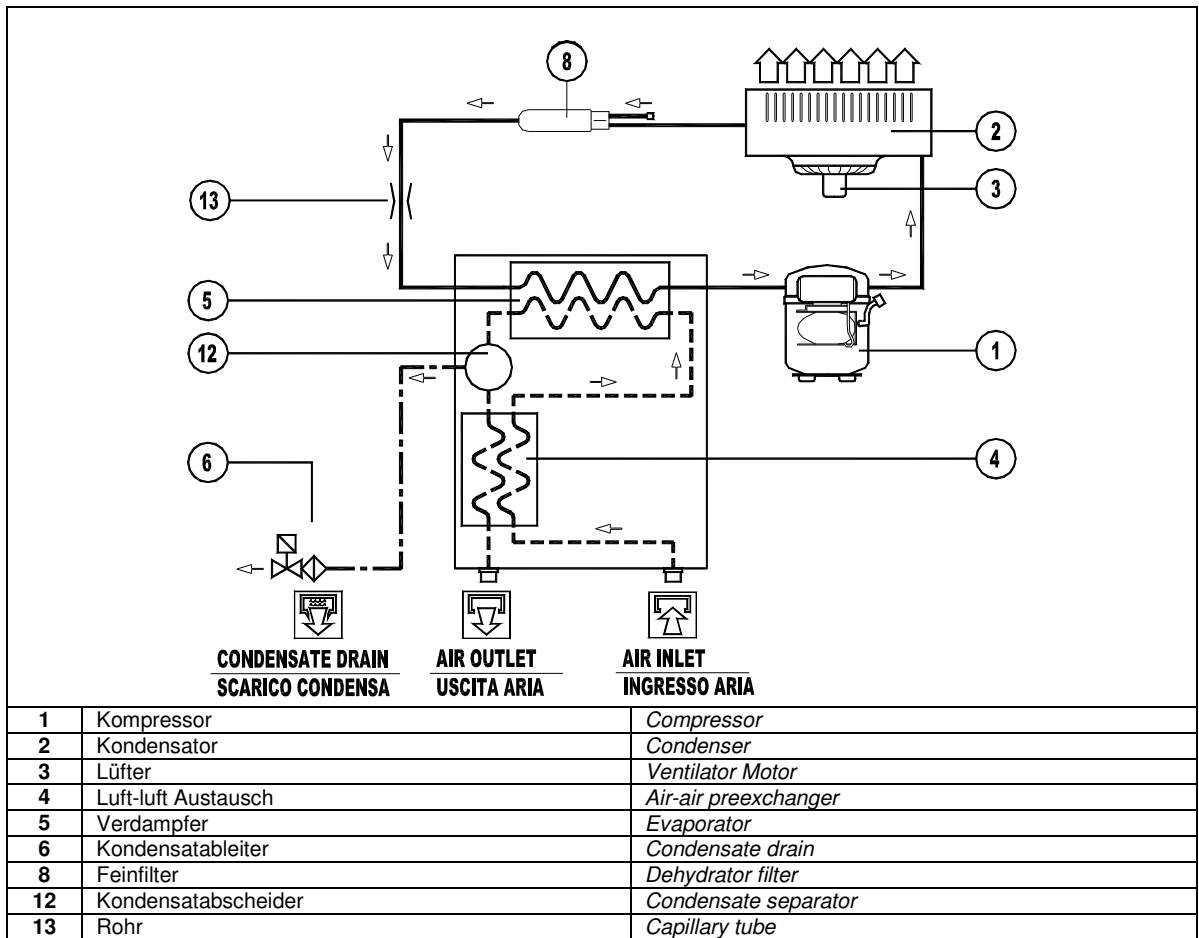 8
2
13
3
5
12
1
6
4
CONDENSATE DRAIN
SCARICO CONDENSA
AIR OUTLET
USCITA ARIA
AIR INLET
INGRESSO ARIA
1 Kompressor Compressor
2 Kondensator Condenser
3 Lüfter Ventilator Motor
4 Luft-luft Austausch Air-air preexchanger
5 Verdampfer Evaporator
6 Kondensatableiter Condensate drain
8 Feinfilter Dehydrator filter
12 Kondensatabscheider Condensate separator
13 Rohr Capillary tube